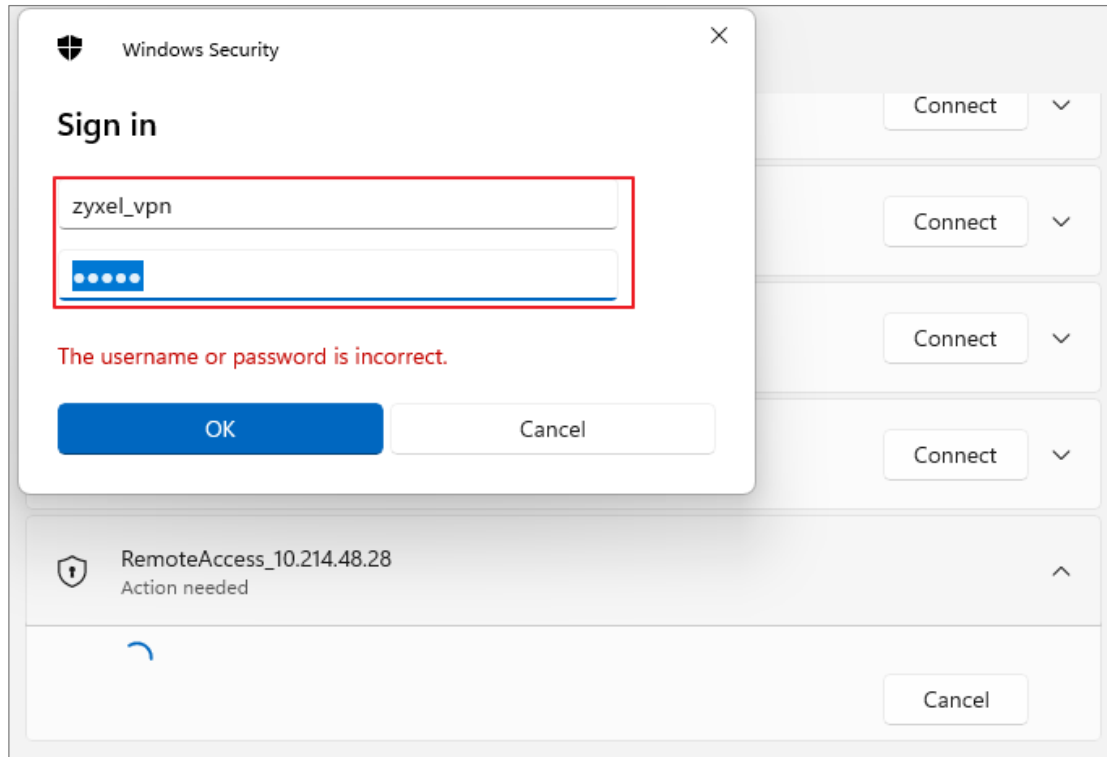 Windows Security
Sign in
zyxel_vpn
●●●●●
The username or password is incorrect.
OK
Cancel
Connect
Connect
Connect
Connect
RemoteAccess_10.214.48.28
Action needed
Cancel